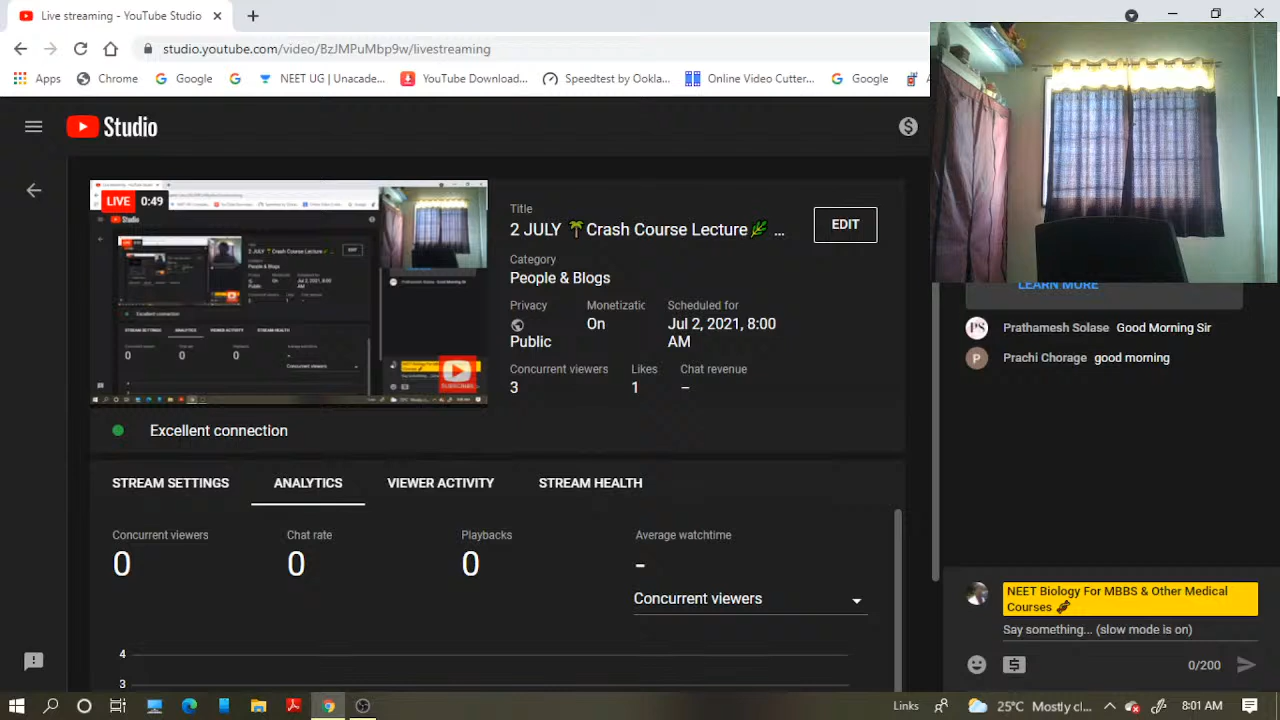 Live streaming - YouTube Studio
studio.youtube.com/video/BzJMPuMbp9w/livestreaming
Apps Chrome Google NEET UG | Unacade... YouTube Downloa... Speedtest by Ookla... Online Video Cutter... Google
Studio
LIVE 0:49
Title
2 JULY 🌴Crash Course Lecture🌿 ...
EDIT
Category
People & Blogs
Privacy Monetizatic Scheduled for
Public On Jul 2, 2021, 8:00 AM
Concurrent viewers Likes Chat revenue
3 1 –
Excellent connection
STREAM SETTINGS ANALYTICS VIEWER ACTIVITY STREAM HEALTH
Concurrent viewers Chat rate Playbacks Average watchtime
0 0 0 -
Concurrent viewers
4
3
LEARN MORE
Prathamesh Solase Good Morning Sir
Prachi Chorage good morning
NEET Biology For MBBS & Other Medical
Courses
Say something... (slow mode is on)
0/200
Links 25°C Mostly cl... 8:01 AM